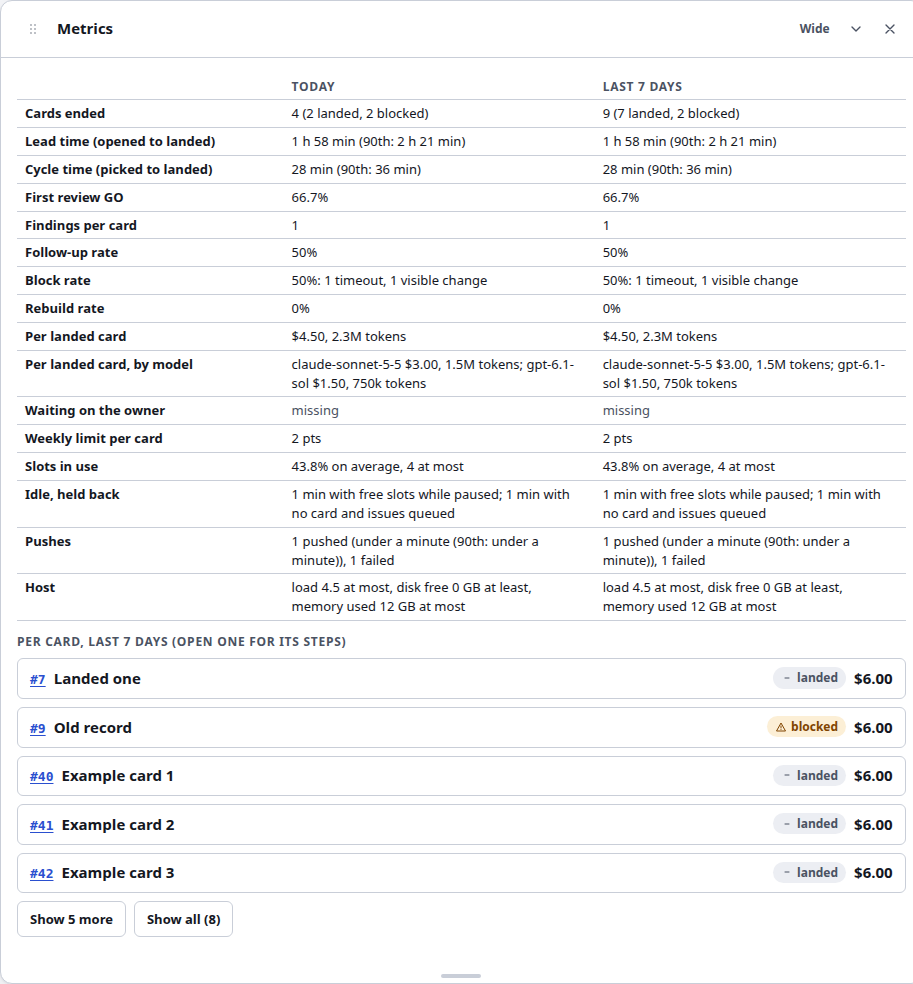 Metrics Wide
TODAY LAST 7 DAYS
Cards ended 4 (2 landed, 2 blocked) 9 (7 landed, 2 blocked)
Lead time (opened to landed) 1 h 58 min (90th: 2 h 21 min) 1 h 58 min (90th: 2 h 21 min)
Cycle time (picked to landed) 28 min (90th: 36 min) 28 min (90th: 36 min)
First review GO 66.7% 66.7%
Findings per card 1 1
Follow-up rate 50% 50%
Block rate 50%: 1 timeout, 1 visible change 50%: 1 timeout, 1 visible change
Rebuild rate 0% 0%
Per landed card $4.50, 2.3M tokens $4.50, 2.3M tokens
Per landed card, by model claude-sonnet-5-5 $3.00, 1.5M tokens; gpt-6.1- claude-sonnet-5-5 $3.00, 1.5M tokens; gpt-6.1-
sol $1.50, 750k tokens sol $1.50, 750k tokens
Waiting on the owner missing missing
Weekly limit per card 2 pts 2 pts
Slots in use 43.8% on average, 4 at most 43.8% on average, 4 at most
Idle, held back 1 min with free slots while paused; 1 min with 1 min with free slots while paused; 1 min with
no card and issues queued no card and issues queued
Pushes 1 pushed (under a minute (90th: under a 1 pushed (under a minute (90th: under a
minute)), 1 failed minute)), 1 failed
Host load 4.5 at most, disk free 0 GB at least, load 4.5 at most, disk free 0 GB at least,
memory used 12 GB at most memory used 12 GB at most
PER CARD, LAST 7 DAYS (OPEN ONE FOR ITS STEPS)
#7 Landed one landed $6.00
#9 Old record blocked $6.00
#40 Example card 1 landed $6.00
#41 Example card 2 landed $6.00
#42 Example card 3 landed $6.00
Show 5 more Show all (8)